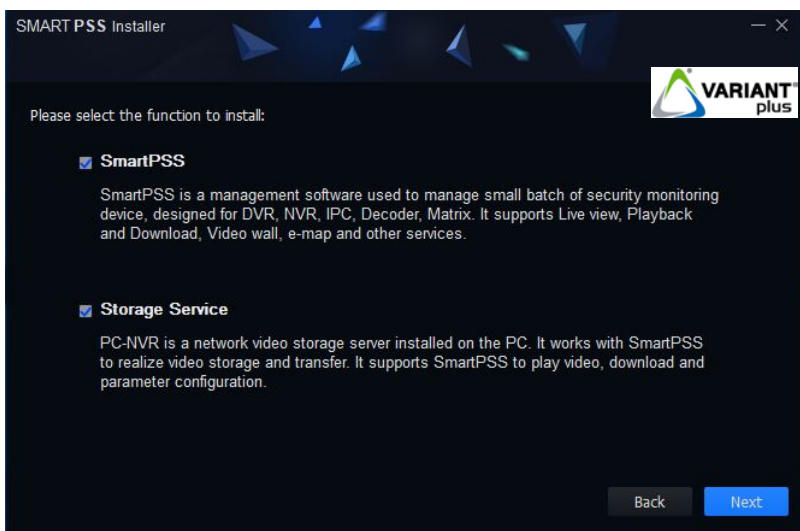 SMART PSS Installer
VARIANT
plus
Please select the function to install:
SmartPSS
SmartPSS is a management software used to manage small batch of security monitoring
device, designed for DVR, NVR, IPC, Decoder, Matrix. It supports Live view, Playback
and Download, Video wall, e-map and other services.
Storage Service
PC-NVR is a network video storage server installed on the PC. It works with SmartPSS
to realize video storage and transfer. It supports SmartPSS to play video, download and
parameter configuration.
Back
Next